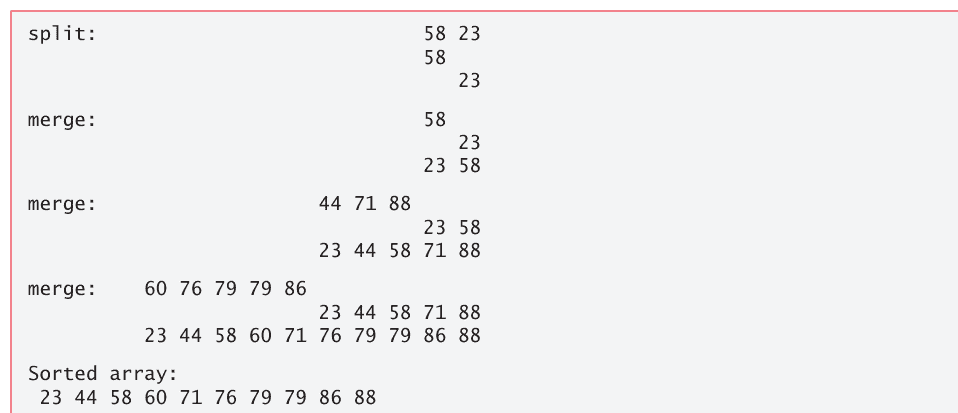 split:                            58 23
                                  58
                                     23
merge:                            58
                                     23
                                  23 58
merge:                   44 71 88
                                  23 58
                         23 44 58 71 88
merge:    60 76 79 79 86
                         23 44 58 71 88
          23 44 58 60 71 76 79 79 86 88
Sorted array:
 23 44 58 60 71 76 79 79 86 88